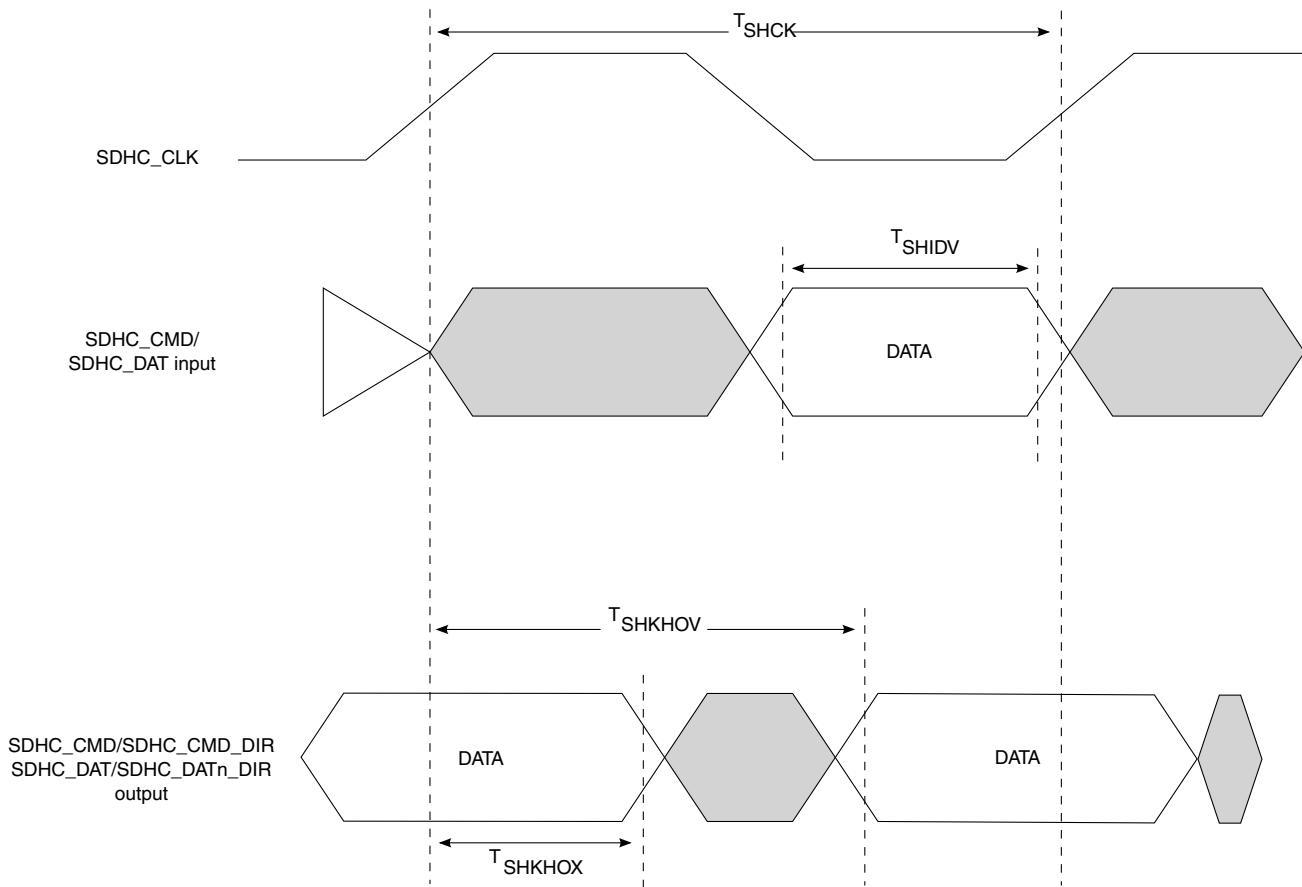 TSHCK
SDHC_CLK
TSHIDV
SDHC_CMD/
SDHC_DAT input
DATA
TSHKHOV
SDHC_CMD/SDHC_CMD_DIR
SDHC_DAT/SDHC_DATn_DIR
output
DATA
DATA
TSHKHOX